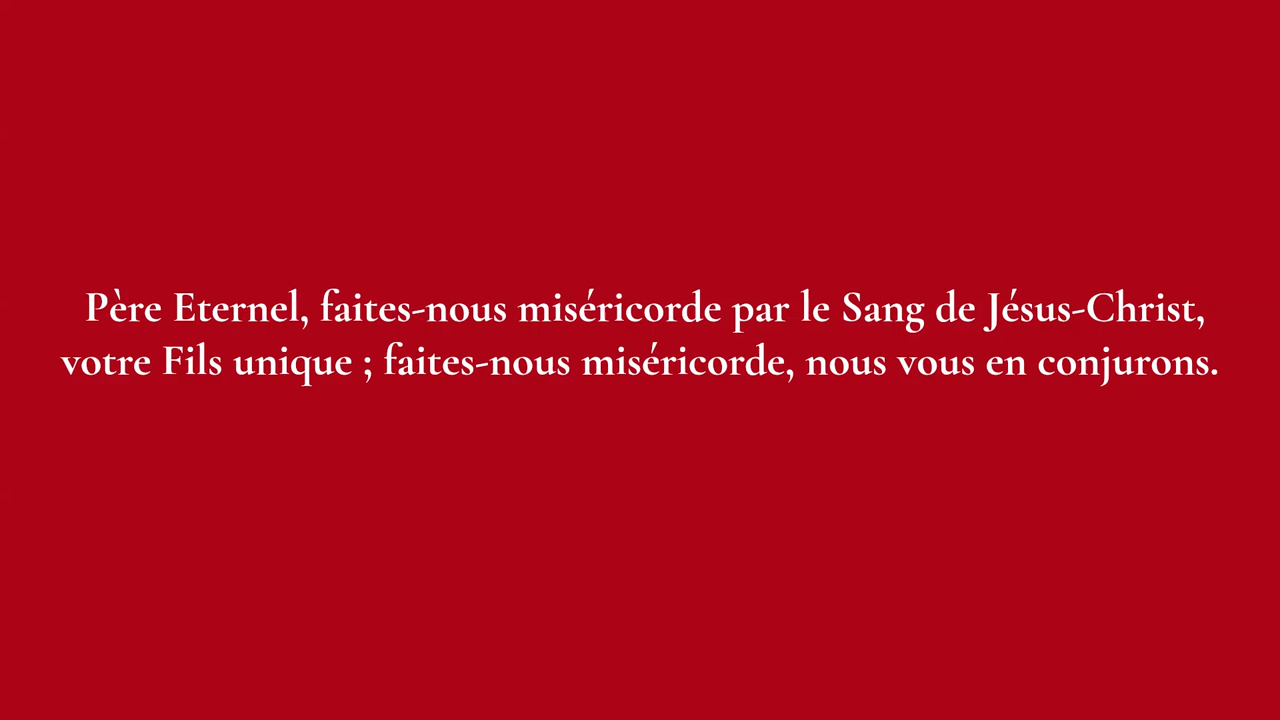 Père Eternel, faites-nous miséricorde par le Sang de Jésus-Christ,
votre Fils unique ; faites-nous miséricorde, nous vous en conjurons.